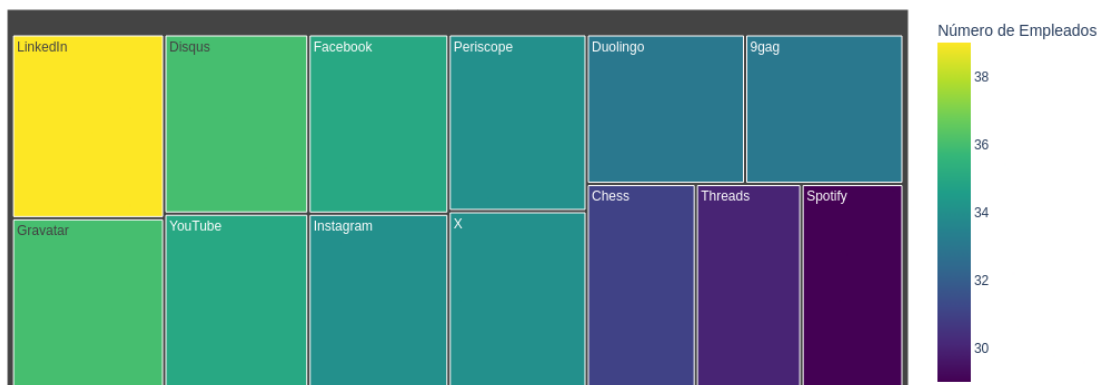 LinkedIn
Disqus
Facebook
Periscope
Duolingo
9gag
Número de Empleados
38
36
34
32
30
Chess
Threads
Spotify
Gravatar
YouTube
Instagram
X